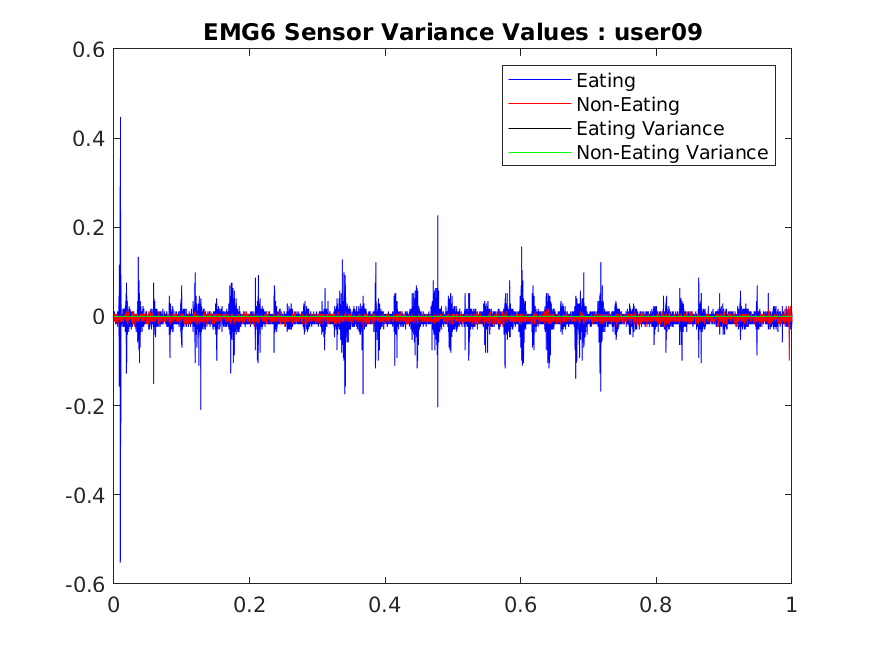 EMG6 Sensor Variance Values : user09
Eating
Non-Eating
Eating Variance
Non-Eating Variance
0.6
0.4
0.2
0
-0.2
-0.4
-0.6
0 0.2 0.4 0.6 0.8 1